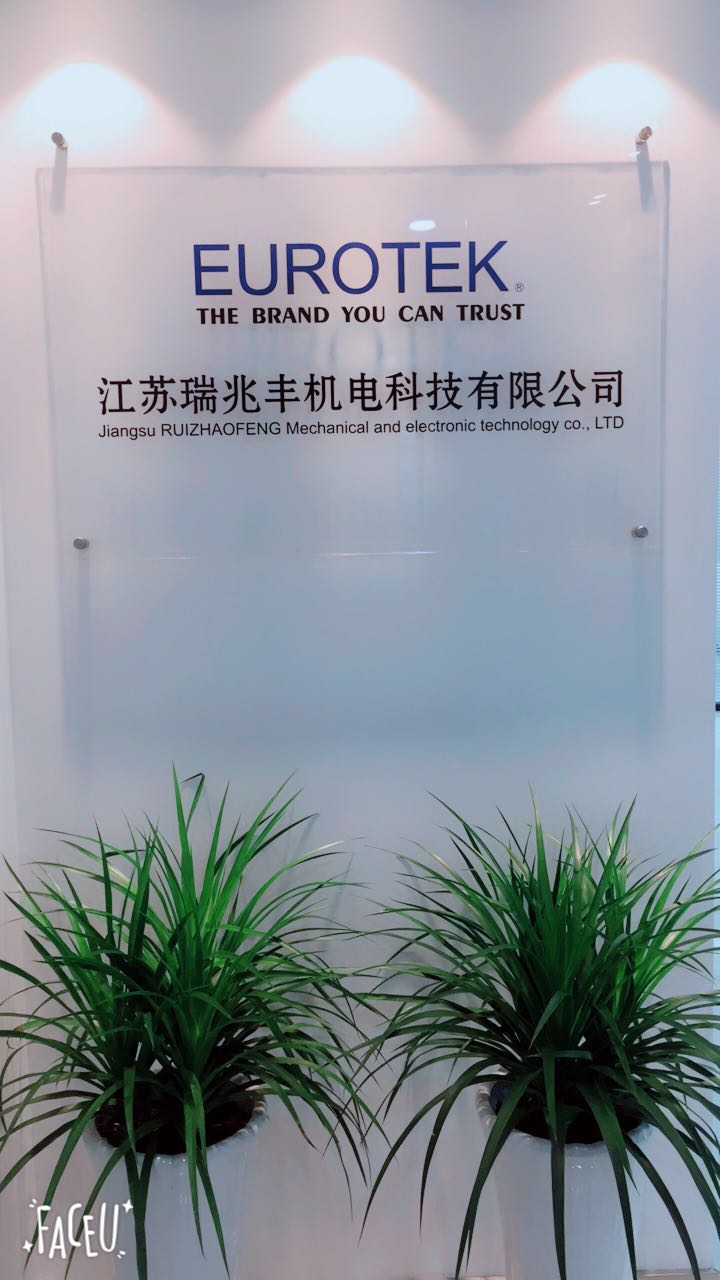 EUROTEK®
THE BRAND YOU CAN TRUST
江苏瑞兆丰机电科技有限公司
Jiangsu RUIZHAOFENG Mechanical and electronic technology co., LTD
FACEU